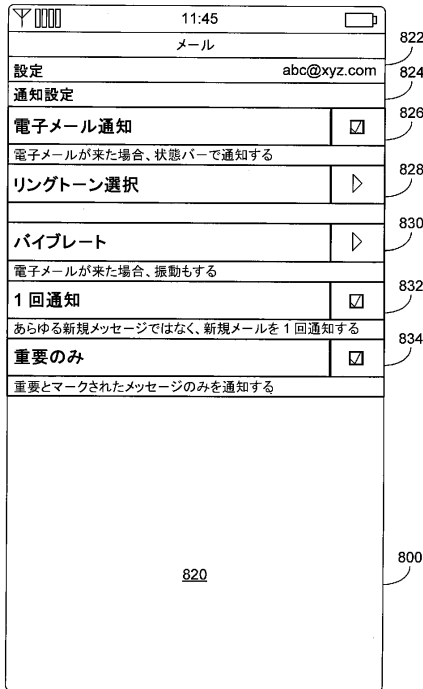 11:45
メール
822
設定 abc@xyz.com
824
通知設定
826
電子メール通知
電子メールが来た場合、状態バーで通知する
828
リングトーン選択
830
バイブレート
電子メールが来た場合、振動もする
832
1 回通知
あらゆる新規メッセージではなく、新規メールを 1 回通知する
834
重要のみ
重要とマークされたメッセージのみを通知する
800
820